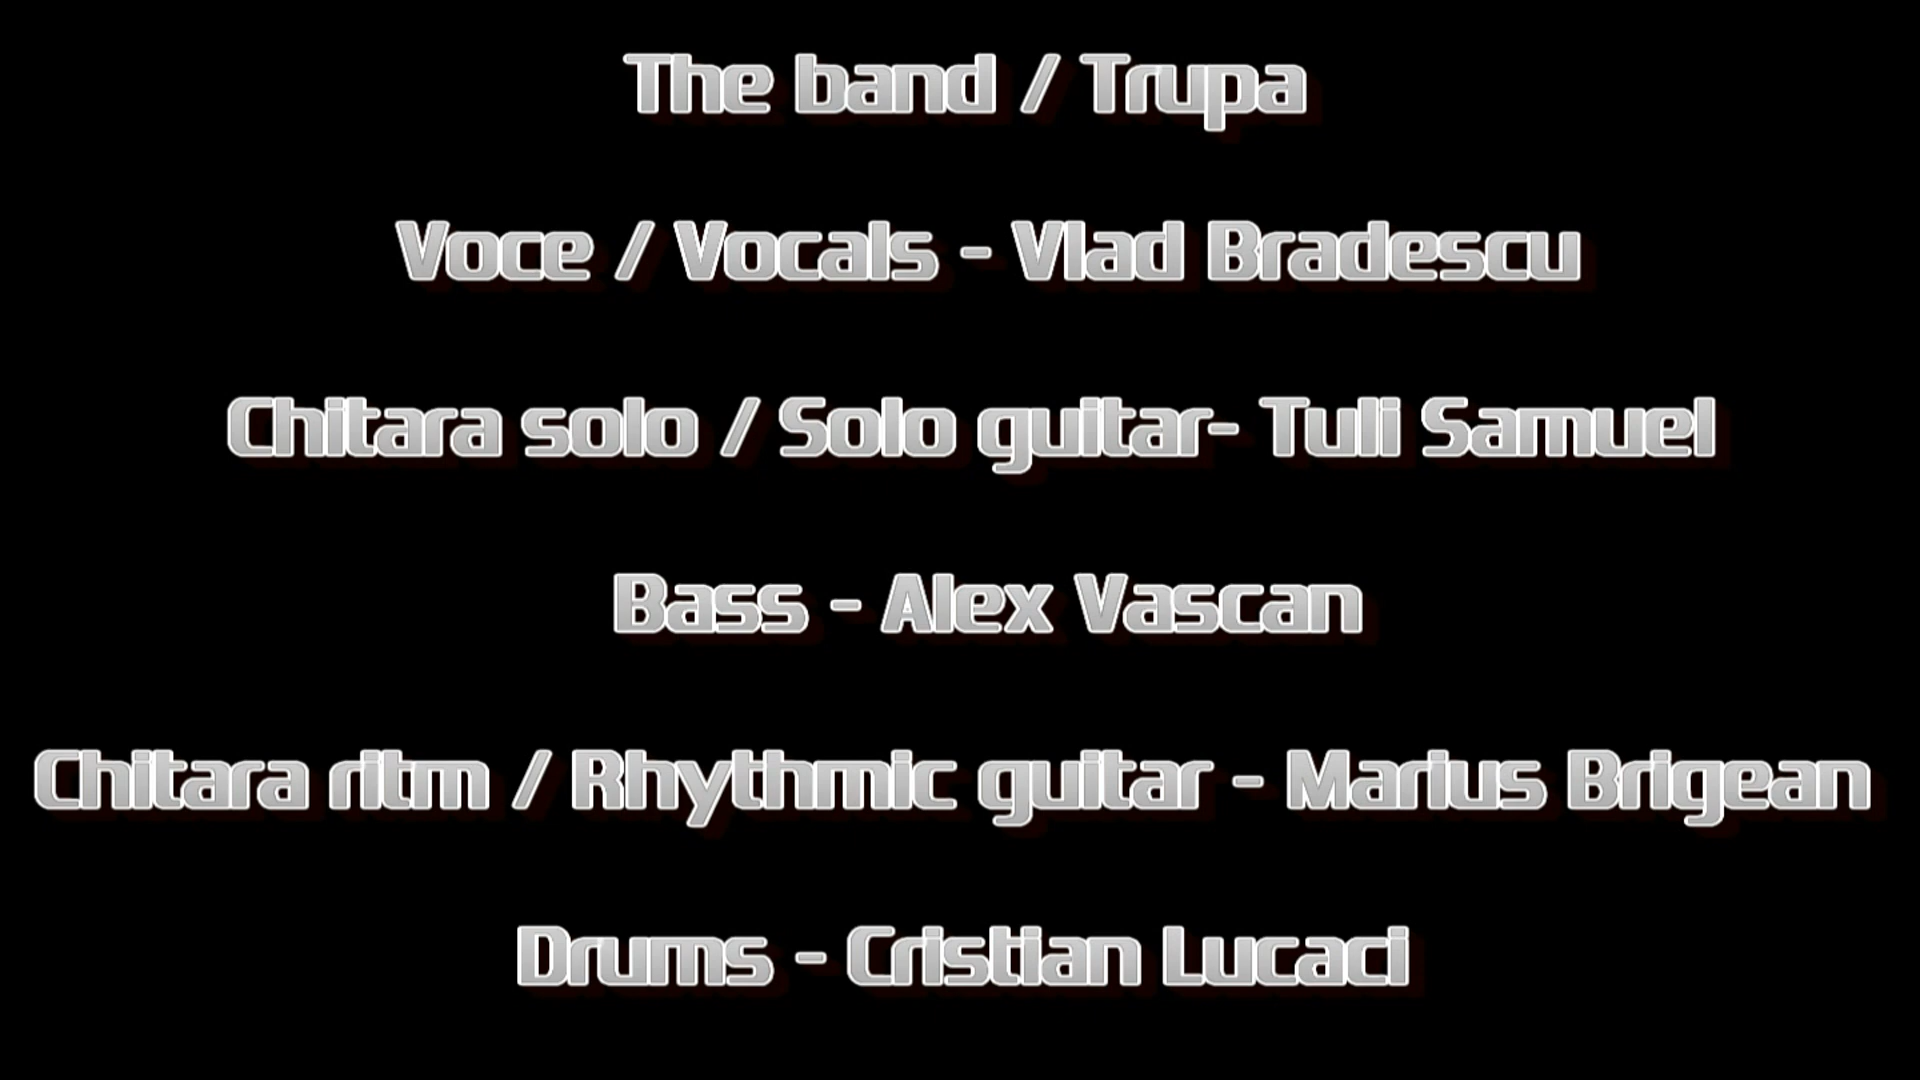 The band / Trupa
Voce / Vocals - Vlad Bradescu
Chitara solo / Solo guitar- Tuli Samuel
Bass - Alex Vascan
Chitara ritm / Rhythmic guitar - Marius Brigean
Drums - Cristian Lucaci